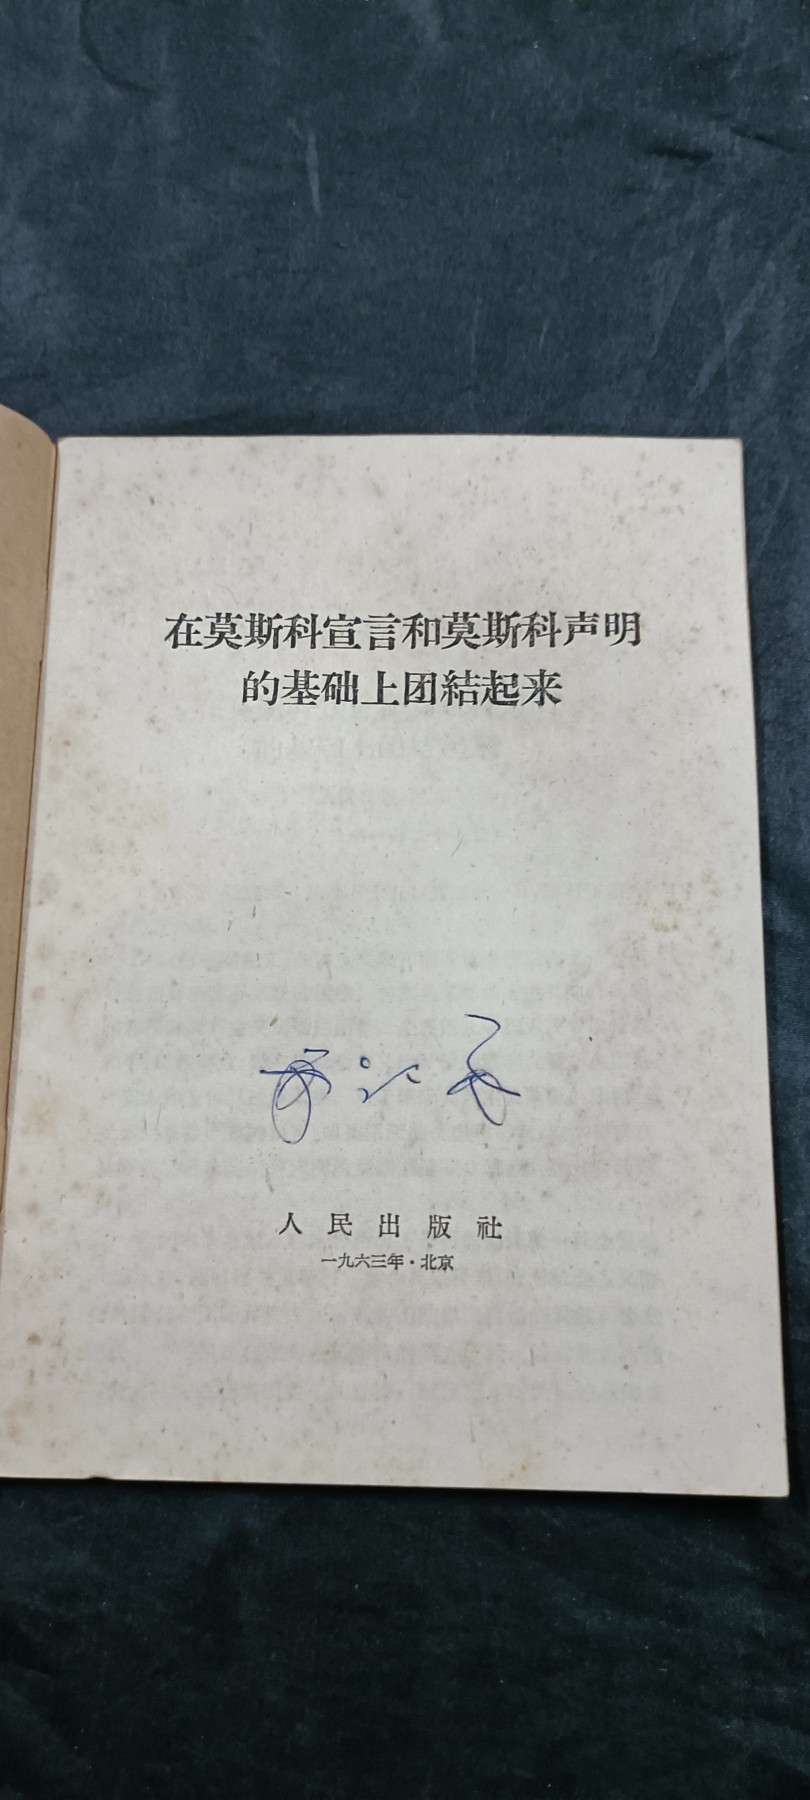 在莫斯科宣言和莫斯科声明
的基础上团結起来
人民出版社
一九六三年·北京